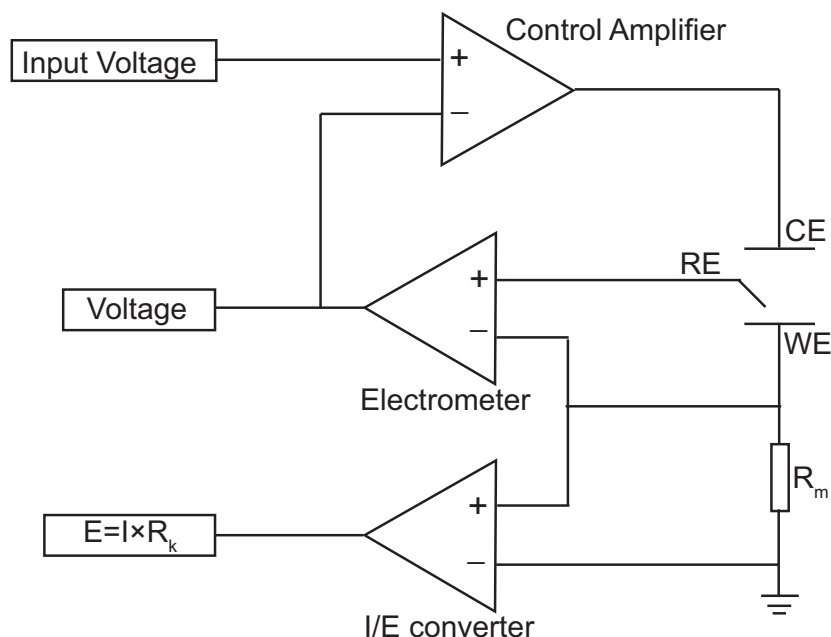 Control Amplifier
Input Voltage
+
−
CE
RE
+
Voltage
−
WE
Electrometer
+
R_m
E=I×R_k
−
I/E converter